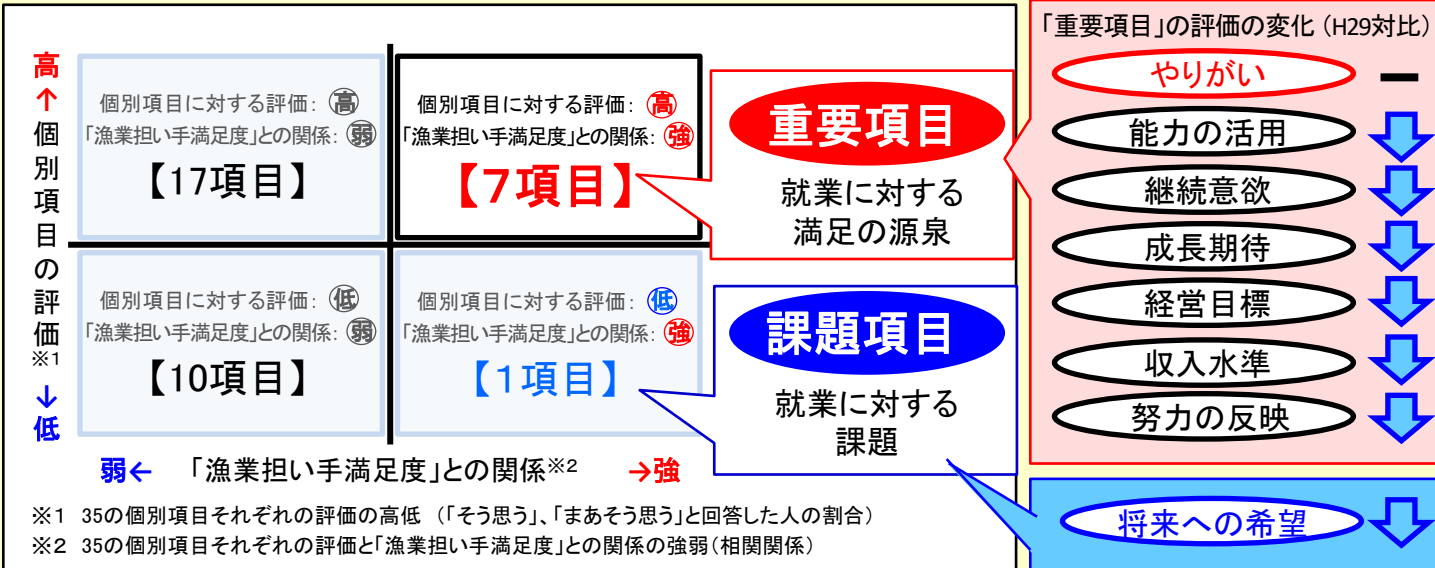 高
↑
個別項目の評価
※1
↓
低
個別項目に対する評価： 高
「漁業担い手満足度」との関係： 弱
【17項目】
個別項目に対する評価： 高
「漁業担い手満足度」との関係： 強
【7項目】
個別項目に対する評価： 低
「漁業担い手満足度」との関係： 弱
【10項目】
個別項目に対する評価： 低
「漁業担い手満足度」との関係： 強
【1項目】
弱← 「漁業担い手満足度」との関係※2 →強
※1 35の個別項目それぞれの評価の高低 （「そう思う」、「まあそう思う」と回答した人の割合）
※2 35の個別項目それぞれの評価と「漁業担い手満足度」との関係の強弱（相関関係）
重要項目
就業に対する
満足の源泉
課題項目
就業に対する
課題
「重要項目」の評価の変化（H29対比）
やりがい ー
能力の活用
継続意欲
成長期待
経営目標
収入水準
努力の反映
将来への希望